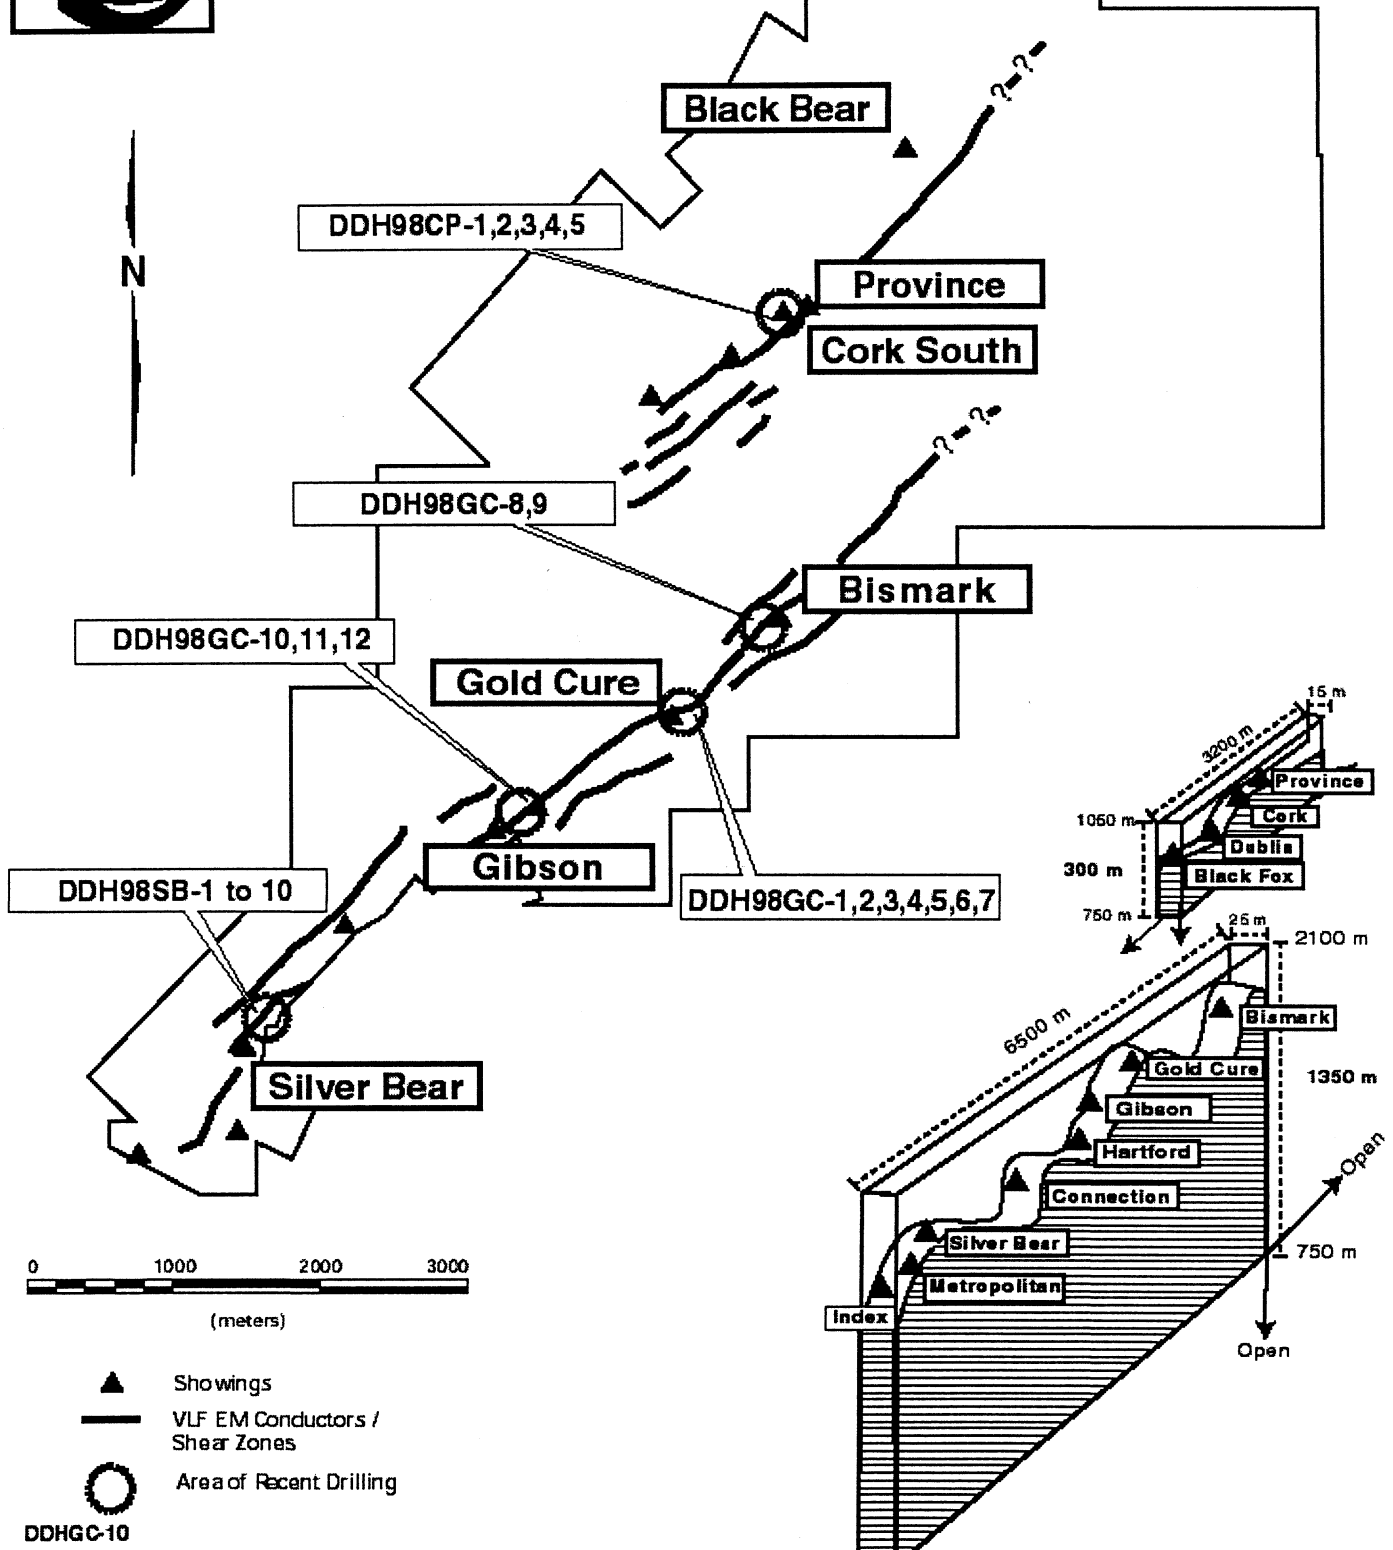 Black Bear
DDH98CP-1,2,3,4,5
N
Province
Cork South
DDH98GC-8,9
Bismark
DDH98GC-10,11,12
Gold Cure
Gibson
DDH98SB-1 to 10
DDH98GC-1,2,3,4,5,6,7
Silver Bear
? ?
? ?
15 m
3200 m
Province
1050 m
Cork
Dublin
300 m
Black Fox
750 m
25 m
2100 m
6500 m
Bismark
Gold Cure
1350 m
Gibson
Hartford
Open
Connection
Silver Bear
750 m
Metropolitan
Index
Open
0 1000 2000 3000
(meters)
Showings
VLF EM Conductors /
Shear Zones
Area of Recent Drilling
DDHGC-10